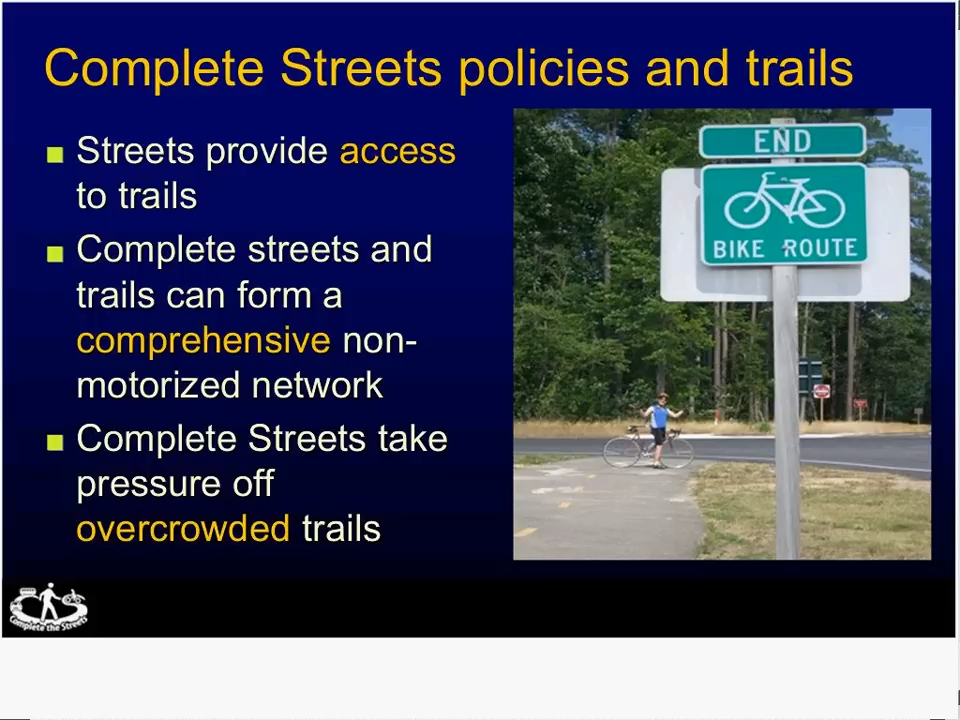 Complete Streets policies and trails
Streets provide access
to trails
Complete streets and
trails can form a
comprehensive non-
motorized network
Complete Streets take
pressure off
overcrowded trails
END
BIKE ROUTE
Complete the Streets